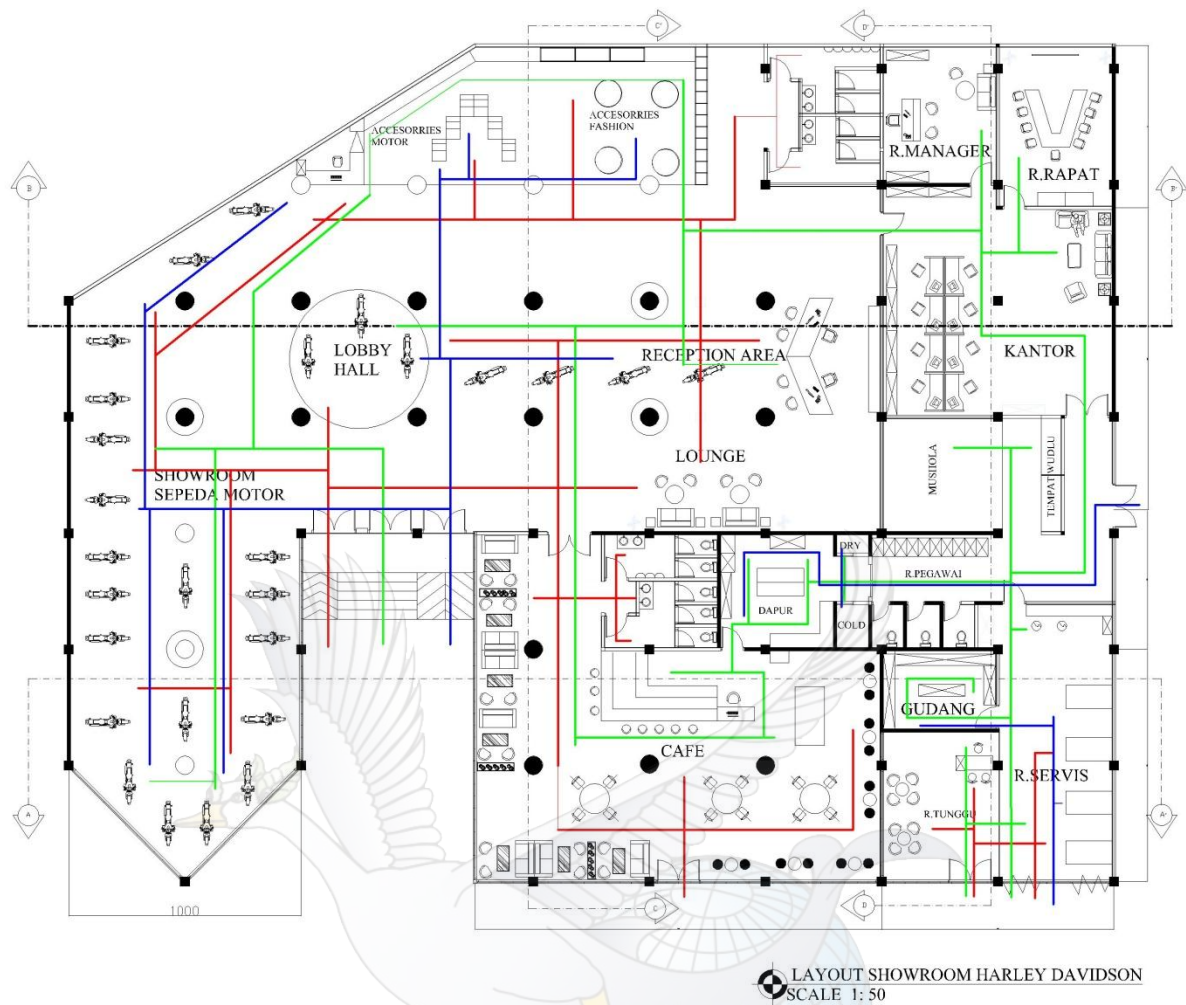 C'
D'
ACCESORRIES
MOTOR
ACCESORRIES
FASHION
R.MANAGER
R.RAPAT
B
B'
LOBBY
HALL
RECEPTION AREA
KANTOR
LOUNGE
SHOWROOM
SEPEDA MOTOR
MUSHOLA
TEMPAT WUDLU
DRY
R.PEGAWAI
DAPUR
COLD
GUDANG
CAFE
R.SERVIS
R.TUNGGU
A
A'
C
D
1000
LAYOUT SHOWROOM HARLEY DAVIDSON
SCALE 1: 50